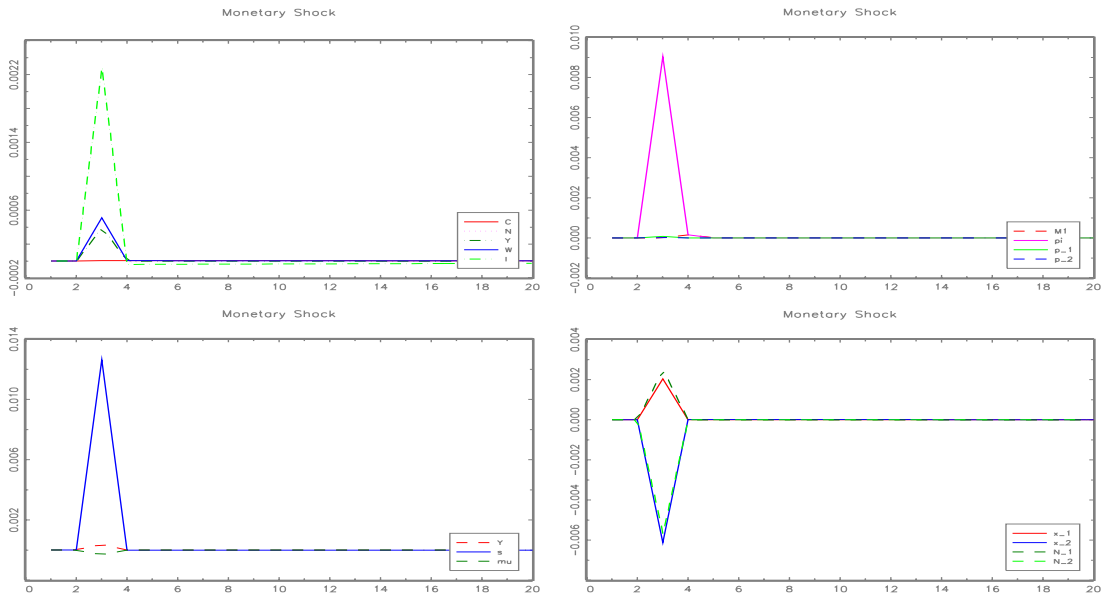 Monetary Shock
0.0022
0.0014
0.0006
−0.0002
C
N
Y
W
I
0 2 4 6 8 10 12 14 16 18 20
Monetary Shock
0.010
0.008
0.006
0.004
0.002
0.000
−0.002
M1
pi
p_1
p_2
0 2 4 6 8 10 12 14 16 18 20
Monetary Shock
0.014
0.010
0.006
0.002
Y
s
mu
0 2 4 6 8 10 12 14 16 18 20
Monetary Shock
0.004
0.002
0.000
−0.002
−0.004
−0.006
x_1
x_2
N_1
N_2
0 2 4 6 8 10 12 14 16 18 20